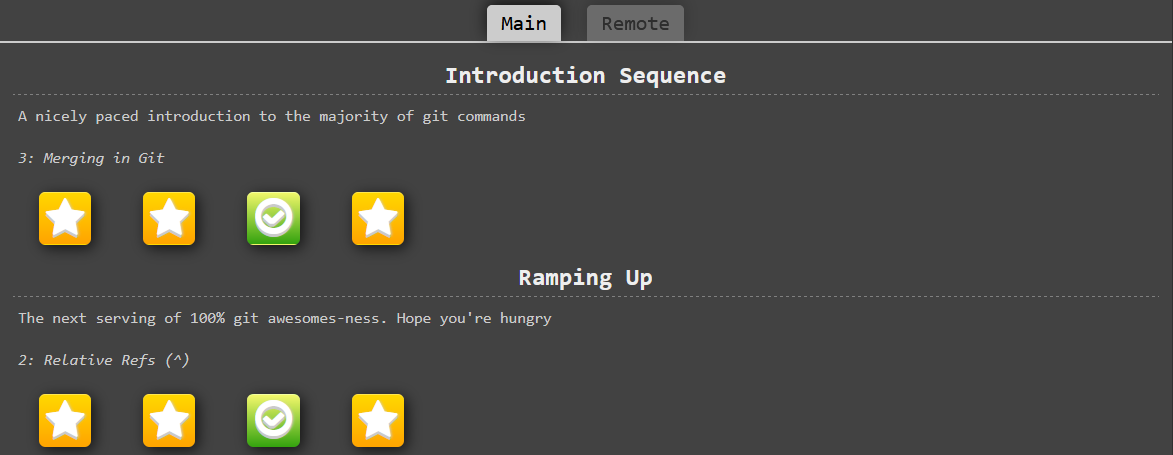 Main Remote
Introduction Sequence
A nicely paced introduction to the majority of git commands
3: Merging in Git
Ramping Up
The next serving of 100% git awesomes-ness. Hope you're hungry
2: Relative Refs (^)